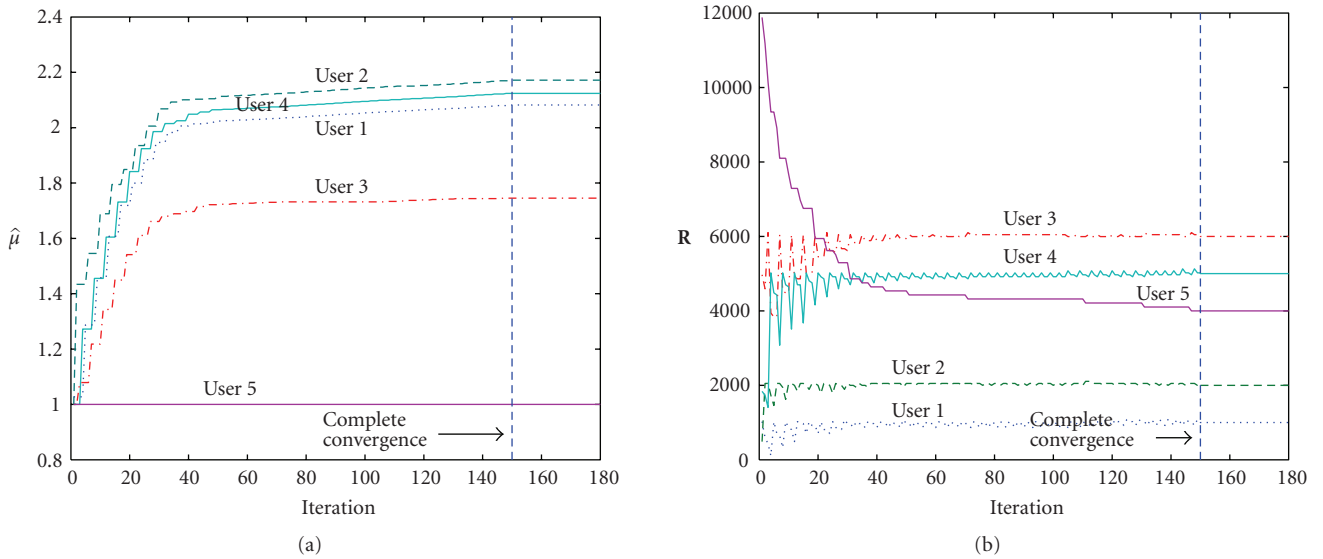 2.4
2.2
2
1.8
1.6
1.4
1.2
1
0.8
μ̂
User 2
User 4
User 1
User 3
User 5
Complete
convergence
0 20 40 60 80 100 120 140 160 180
Iteration
(a)
12000
10000
8000
6000
4000
2000
0
R
User 3
User 4
User 5
User 2
User 1
Complete
convergence
0 20 40 60 80 100 120 140 160 180
Iteration
(b)